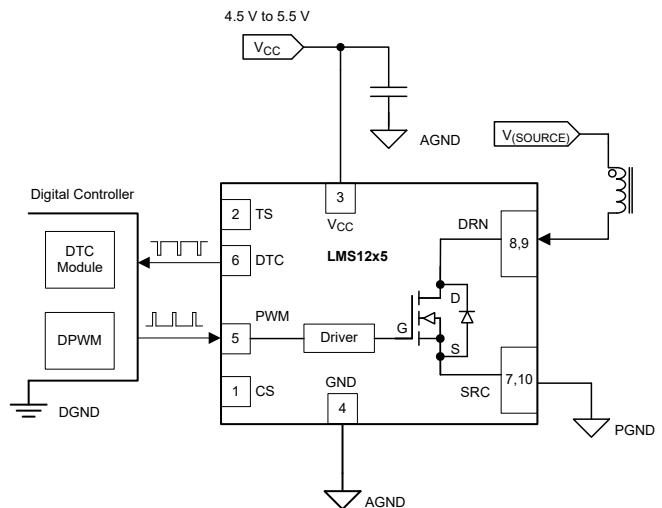 4.5 V to 5.5 V
VCC
AGND
V(SOURCE)
Digital Controller
DTC
Module
DPWM
DGND
2
TS
6
DTC
5
PWM
1
CS
3
VCC
LMS12x5
Driver
G
D
S
DRN
8,9
SRC
7,10
GND
4
AGND
PGND